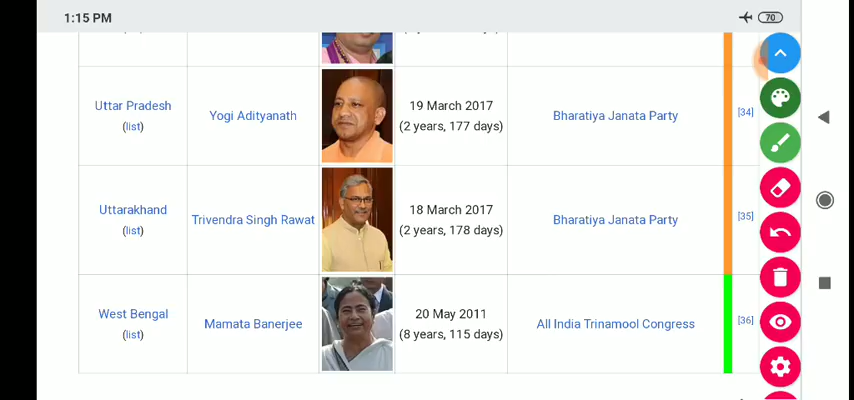 1:15 PM
70
Uttar Pradesh
(list)
Yogi Adityanath
19 March 2017
(2 years, 177 days)
Bharatiya Janata Party
[34]
Uttarakhand
(list)
Trivendra Singh Rawat
18 March 2017
(2 years, 178 days)
Bharatiya Janata Party
[35]
West Bengal
(list)
Mamata Banerjee
20 May 2011
(8 years, 115 days)
All India Trinamool Congress
[36]